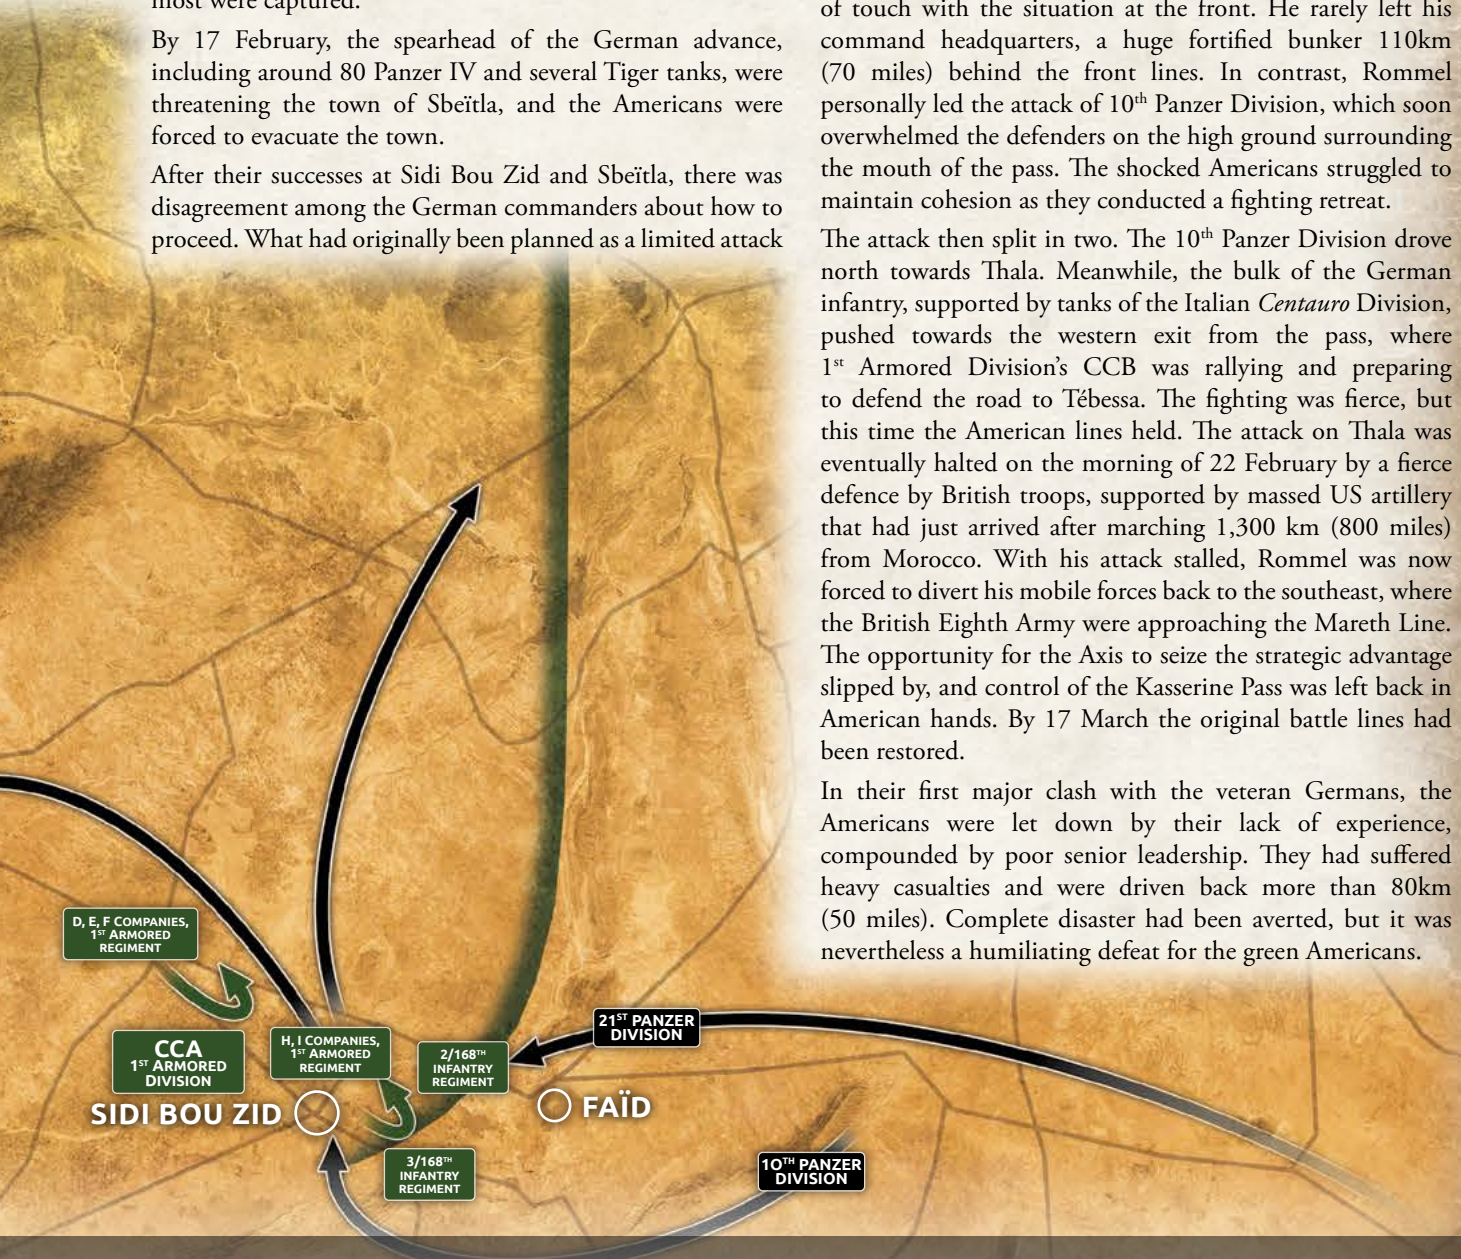 most were captured.
By 17 February, the spearhead of the German advance,
including around 80 Panzer IV and several Tiger tanks, were
threatening the town of Sbeïtla, and the Americans were
forced to evacuate the town.
After their successes at Sidi Bou Zid and Sbeïtla, there was
disagreement among the German commanders about how to
proceed. What had originally been planned as a limited attack
of touch with the situation at the front. He rarely left his
command headquarters, a huge fortified bunker 110km
(70 miles) behind the front lines. In contrast, Rommel
personally led the attack of 10th Panzer Division, which soon
overwhelmed the defenders on the high ground surrounding
the mouth of the pass. The shocked Americans struggled to
maintain cohesion as they conducted a fighting retreat.
The attack then split in two. The 10th Panzer Division drove
north towards Thala. Meanwhile, the bulk of the German
infantry, supported by tanks of the Italian Centauro Division,
pushed towards the western exit from the pass, where
1st Armored Division's CCB was rallying and preparing
to defend the road to Tébessa. The fighting was fierce, but
this time the American lines held. The attack on Thala was
eventually halted on the morning of 22 February by a fierce
defence by British troops, supported by massed US artillery
that had just arrived after marching 1,300 km (800 miles)
from Morocco. With his attack stalled, Rommel was now
forced to divert his mobile forces back to the southeast, where
the British Eighth Army were approaching the Mareth Line.
The opportunity for the Axis to seize the strategic advantage
slipped by, and control of the Kasserine Pass was left back in
American hands. By 17 March the original battle lines had
been restored.
In their first major clash with the veteran Germans, the
Americans were let down by their lack of experience,
compounded by poor senior leadership. They had suffered
heavy casualties and were driven back more than 80km
(50 miles). Complete disaster had been averted, but it was
nevertheless a humiliating defeat for the green Americans.
D, E, F COMPANIES,
1ST ARMORED
REGIMENT
CCA
1ST ARMORED
DIVISION
H, I COMPANIES,
1ST ARMORED
REGIMENT
2/168TH
INFANTRY
REGIMENT
21ST PANZER
DIVISION
SIDI BOU ZID
FAÏD
3/168TH
INFANTRY
REGIMENT
10TH PANZER
DIVISION